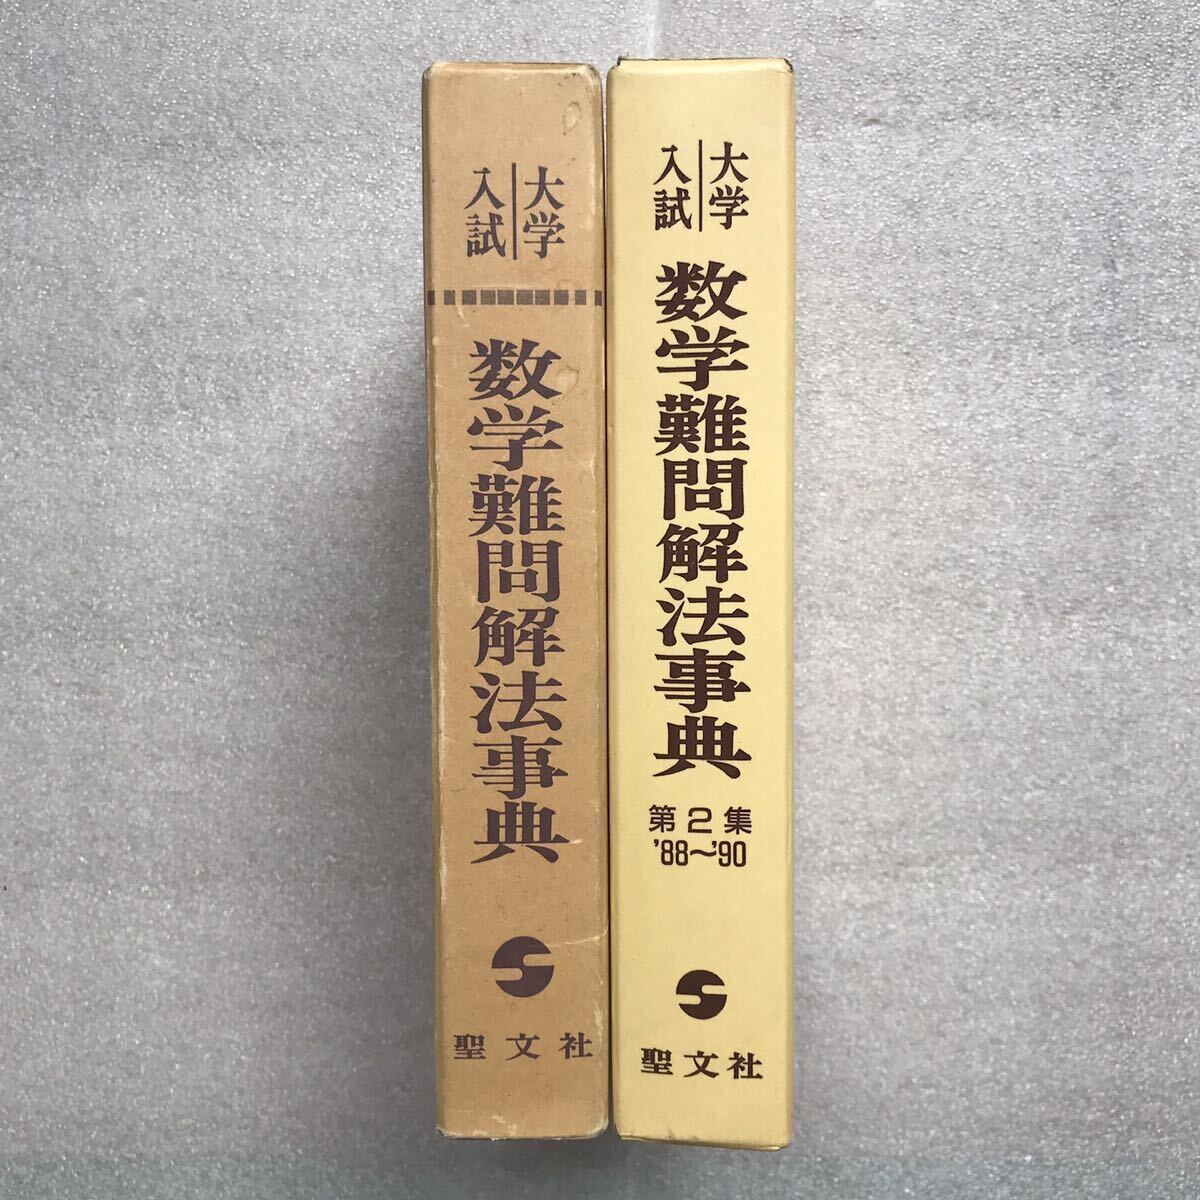 大学
入試
数学難問解法事典
聖文社
大学
入試
数学難問解法事典
第2集
'88〜'90
聖文社